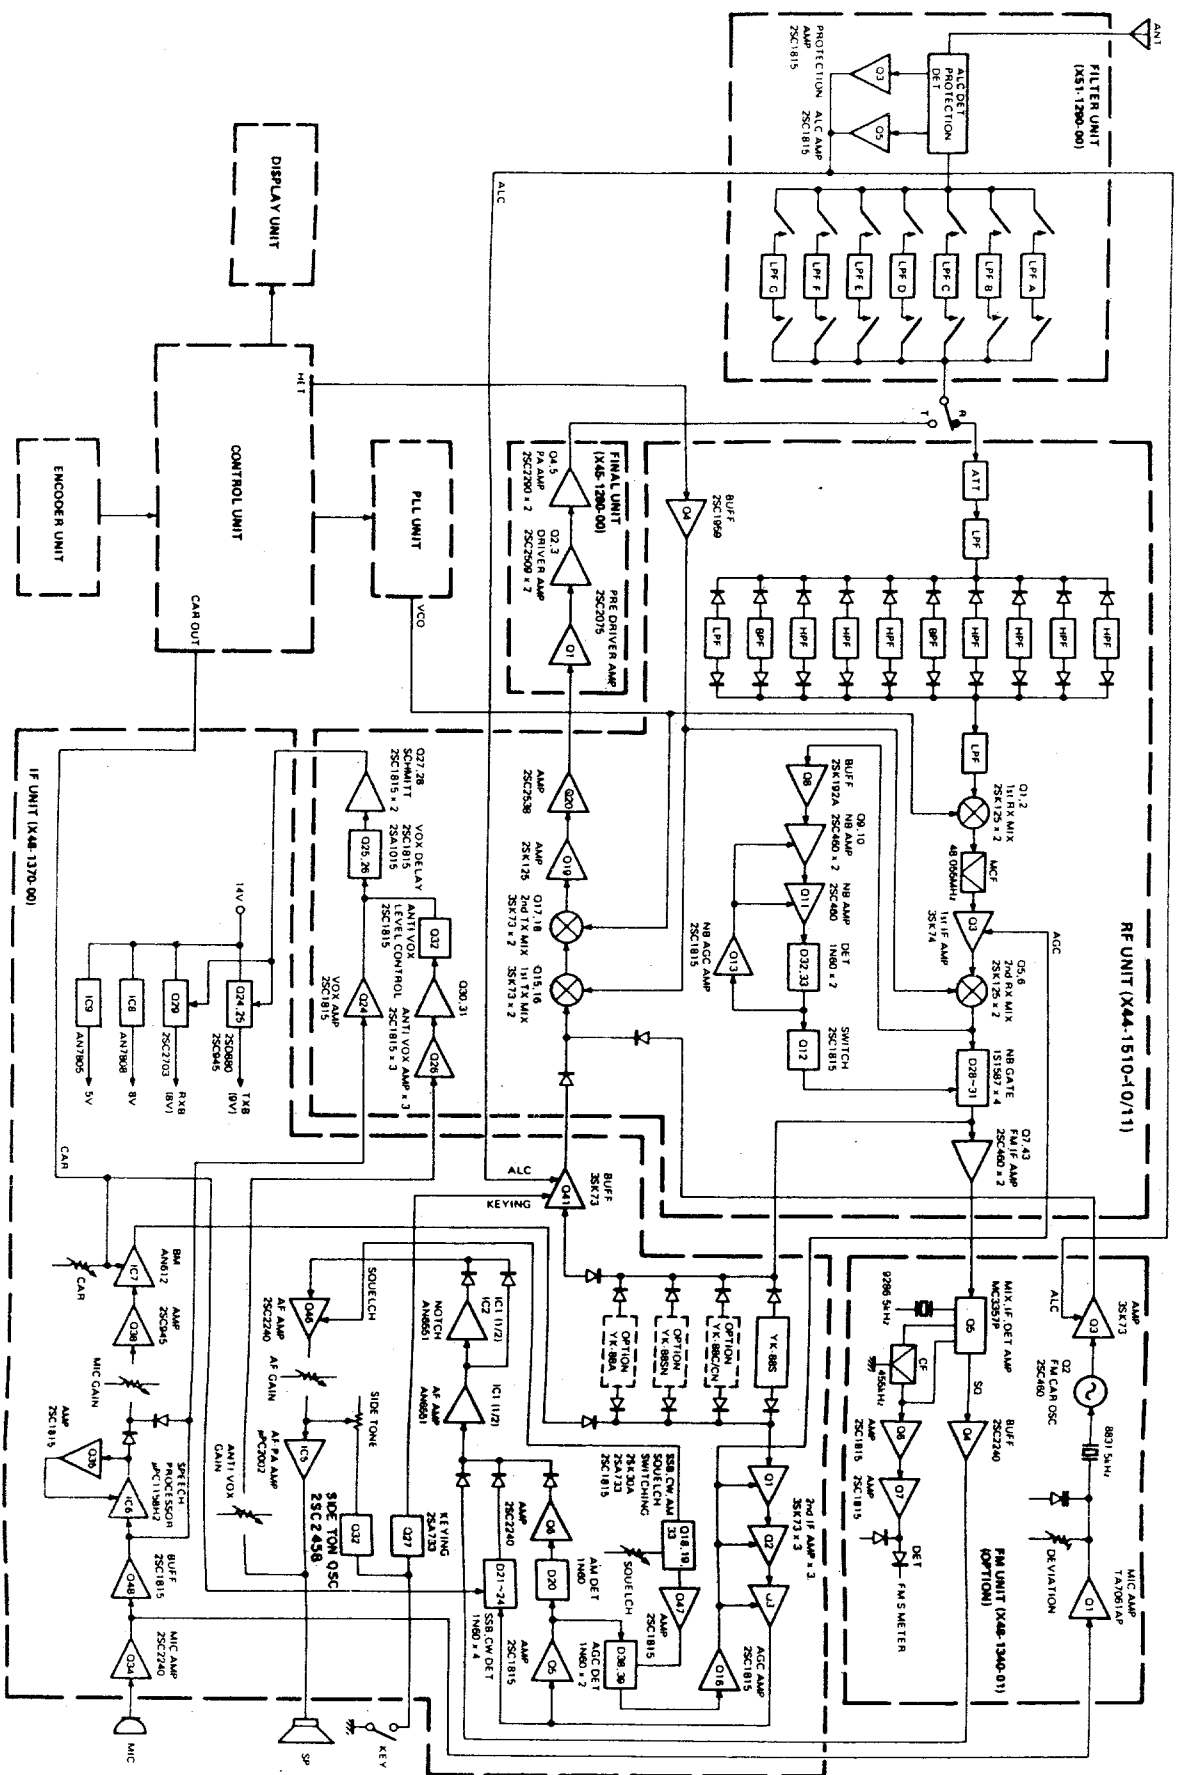 ANT
FILTER UNIT
(X51-1290-00)
ALC DET
PROTECTION
DET
Q3
PROTECTION
AMP
2SC1815
Q5
ALC AMP
2SC1815
ALC
LPF A
LPF B
LPF C
LPF D
LPF E
LPF F
LPF G
R
T
DISPLAY UNIT
CONTROL UNIT
HET
CAR OUT
ENCODER UNIT
PLL UNIT
VCO
FINAL UNIT
(X45-1280-00)
Q4,5
PA AMP
2SC2290 x 2
Q2,3
DRIVER AMP
2SC2509 x 2
PRE DRIVER AMP
2SC2075
Q1
RF UNIT (X44-1510-10/11)
ATT
LPF
HPF
HPF
HPF
HPF
BPF
HPF
HPF
BPF
LPF
LPF
Q1,2
1st RX MIX
2SK125 x 2
MCF
48.055MHz
Q3
1st IF AMP
3SK74
AGC
Q5,6
2nd RX MIX
2SK125 x 2
NB GATE
1S1587 x 4
D28~31
Q7,43
FM IF AMP
2SC460 x 2
BUFF
2SC1959
Q4
BUFF
2SK192A
Q8
Q9,10
NB AMP
2SC460 x 2
NB AMP
2SC460
Q11
DET
1N60 x 2
D32,33
SWITCH
2SC1815
Q12
Q13
NB AGC AMP
2SC1815
AMP
2SC2538
Q20
AMP
2SK125
Q19
Q17,18
2nd TX MIX
3SK73 x 2
Q15,16
1st TX MIX
3SK73 x 2
Q27,28
SCHMITT
2SC1815 x 2
Q25,26
VOX DELAY
2SC1815
2SA1015
Q32
ANTI VOX
LEVEL CONTROL
2SC1815
Q30,31
ANTI VOX AMP x 3
2SC1815 x 3
Q26
VOX AMP
2SC1815
Q24
IF UNIT (X48-1370-00)
14V
Q24,25
2SD880
2SC945
TXB
(9V)
Q29
2SC2703
RXB
(8V)
IC8
AN7808
8V
IC9
AN7805
5V
CAR
BUFF
3SK73
Q41
ALC
KEYING
YK-88S
OPTION
YK-88C/CN
OPTION
YK-88SN
OPTION
YK-88A
2nd IF AMP x 3
3SK73 x 3
Q1
Q2
Q3
AGC AMP
2SC1815
Q16
SSB.CW.AM
SQUELCH
SWITCHING
2SK30A
2SA733
2SC1815
Q18,19,
33
SQUELCH
Q47
AMP
2SC1815
D38,39
AGC DET
1N60 x 2
Q5
AMP
2SC1815
D20
AM DET
1N60
Q6
AMP
2SC2240
D21~24
SSB.CW DET
1N60 x 4
IC1 (1/2)
AF AMP
AN6551
IC1 (1/2)
IC2
NOTCH
AN6551
SQUELCH
Q46
AF AMP
2SC2240
AF GAIN
IC5
AF PA AMP
µPC2002
SIDE TONE
Q32
SIDE TON OSC
2SC2458
Q27
KEYING
2SA733
KEY
SP
ANTI VOX
GAIN
BM
AN612
IC7
CAR
AMP
2SC945
Q38
MIC GAIN
AMP
2SC1815
Q36
IC6
SPEECH
PROCESSOR
µPC1158H2
Q48
BUFF
2SC1815
Q34
MIC AMP
2SC2240
MIC
FM UNIT (X48-1340-01)
(OPTION)
MIX.IF.DET AMP
MC3357P
Q5
9286.5kHz
CF
455kHz
SQ
BUFF
2SC2240
Q4
Q6
AMP
2SC1815
Q7
AMP
2SC1815
DET
FM S METER
AMP
3SK73
Q3
ALC
Q2
FM CAR OSC
2SC460
8831.5kHz
DEVIATION
Q1
MIC AMP
TA7061AP